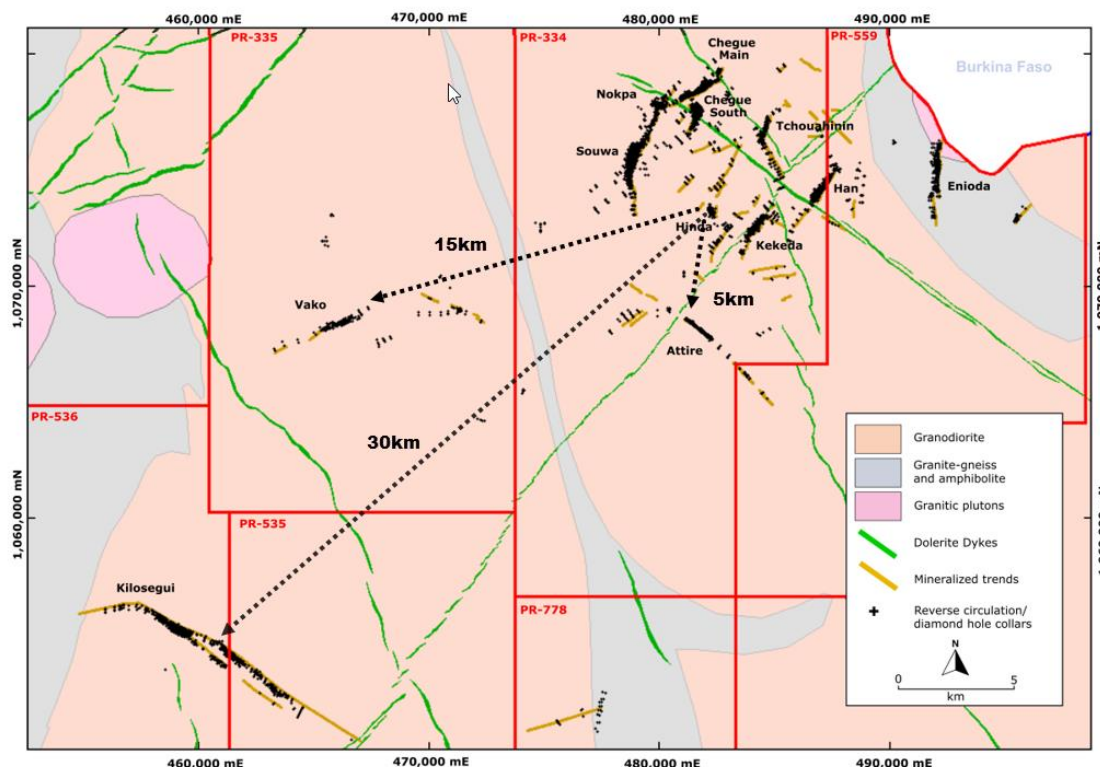 460,000 mE
470,000 mE
480,000 mE
490,000 mE
PR-335
PR-334
PR-559
Burkina Faso
Chegue
Main
Nokpa
Chegue
South
Tchouahinin
Souwa
Han
Enioda
Hinda
Kekeda
15km
1,070,000 mN
Vako
5km
Attire
PR-536
30km
1,060,000 mN
PR-535
Kilosegui
PR-778
Granodiorite
Granite-gneiss
and amphibolite
Granitic plutons
Dolerite Dykes
Mineralized trends
Reverse circulation/
diamond hole collars
N
0
5
km
460,000 mE
470,000 mE
480,000 mE
490,000 mE